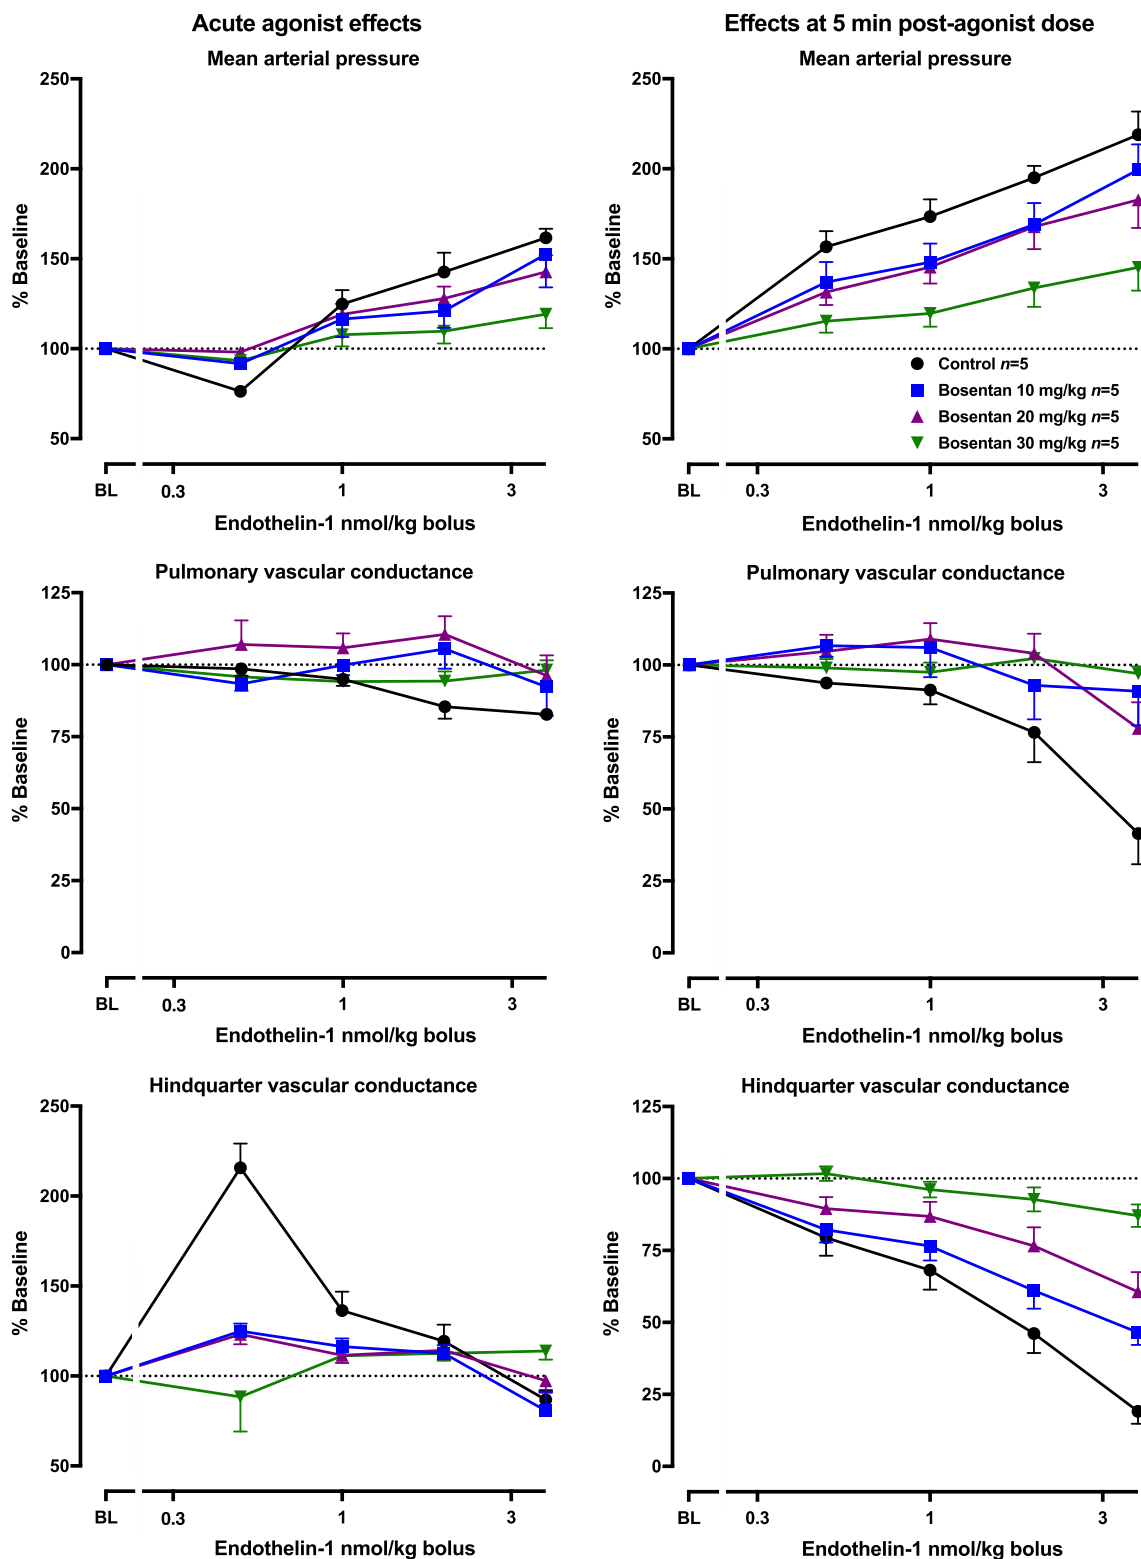 Acute agonist effects
Effects at 5 min post-agonist dose
Mean arterial pressure
250
200
150
100
50
% Baseline
BL
0.3
1
3
Endothelin-1 nmol/kg bolus
Mean arterial pressure
250
200
150
100
50
% Baseline
Control n=5
Bosentan 10 mg/kg n=5
Bosentan 20 mg/kg n=5
Bosentan 30 mg/kg n=5
BL
0.3
1
3
Endothelin-1 nmol/kg bolus
Pulmonary vascular conductance
125
100
75
50
25
0
% Baseline
BL
0.3
1
3
Endothelin-1 nmol/kg bolus
Pulmonary vascular conductance
125
100
75
50
25
0
% Baseline
BL
0.3
1
3
Endothelin-1 nmol/kg bolus
Hindquarter vascular conductance
250
200
150
100
50
% Baseline
BL
0.3
1
3
Endothelin-1 nmol/kg bolus
Hindquarter vascular conductance
125
100
75
50
25
0
% Baseline
BL
0.3
1
3
Endothelin-1 nmol/kg bolus